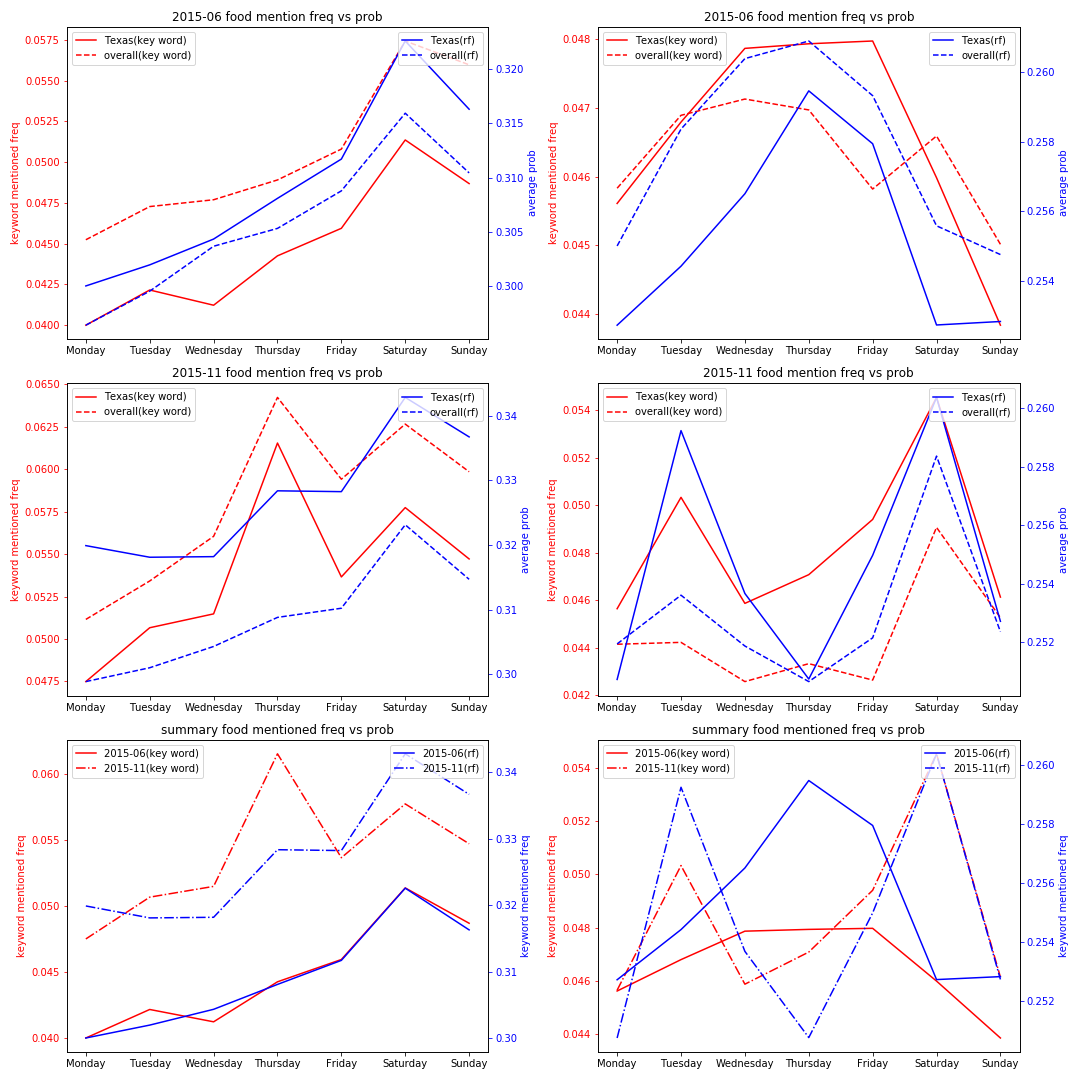 2015-06 food mention freq vs prob
Texas(key word)
overall(key word)
Texas(rf)
overall(rf)
keyword mentioned freq
average prob
0.0575
0.0550
0.0525
0.0500
0.0475
0.0450
0.0425
0.0400
0.320
0.315
0.310
0.305
0.300
Monday Tuesday Wednesday Thursday Friday Saturday Sunday
2015-06 food mention freq vs prob
Texas(key word)
overall(key word)
Texas(rf)
overall(rf)
keyword mentioned freq
average prob
0.048
0.047
0.046
0.045
0.044
0.260
0.258
0.256
0.254
Monday Tuesday Wednesday Thursday Friday Saturday Sunday
2015-11 food mention freq vs prob
Texas(key word)
overall(key word)
Texas(rf)
overall(rf)
keyword mentioned freq
average prob
0.0650
0.0625
0.0600
0.0575
0.0550
0.0525
0.0500
0.0475
0.34
0.33
0.32
0.31
0.30
Monday Tuesday Wednesday Thursday Friday Saturday Sunday
2015-11 food mention freq vs prob
Texas(key word)
overall(key word)
Texas(rf)
overall(rf)
keyword mentioned freq
average prob
0.054
0.052
0.050
0.048
0.046
0.044
0.042
0.260
0.258
0.256
0.254
0.252
Monday Tuesday Wednesday Thursday Friday Saturday Sunday
summary food mentioned freq vs prob
2015-06(key word)
2015-11(key word)
2015-06(rf)
2015-11(rf)
keyword mentioned freq
keyword mentioned freq
0.060
0.055
0.050
0.045
0.040
0.34
0.33
0.32
0.31
0.30
Monday Tuesday Wednesday Thursday Friday Saturday Sunday
summary food mentioned freq vs prob
2015-06(key word)
2015-11(key word)
2015-06(rf)
2015-11(rf)
keyword mentioned freq
keyword mentioned freq
0.054
0.052
0.050
0.048
0.046
0.044
0.260
0.258
0.256
0.254
0.252
Monday Tuesday Wednesday Thursday Friday Saturday Sunday